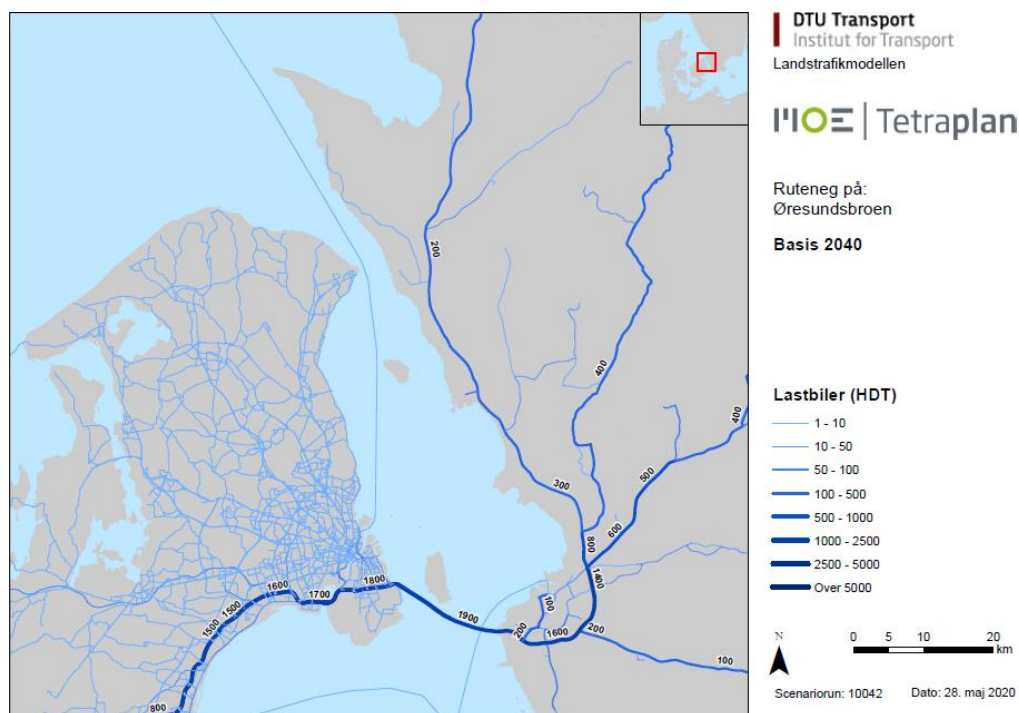 DTU Transport
Institut for Transport
Landstrafikmodellen
MOE | Tetraplan
Ruteneg på:
Øresundsbroen
Basis 2040
Lastbiler (HDT)
1 - 10
10 - 50
50 - 100
100 - 500
500 - 1000
1000 - 2500
2500 - 5000
Over 5000
N
0 5 10 20
km
Scenariorun: 10042 Dato: 28. maj 2020
200
400
400
300
500
800
600
1400
1600
1700
1800
1500
1500
1900
100
200
1600
200
100
800